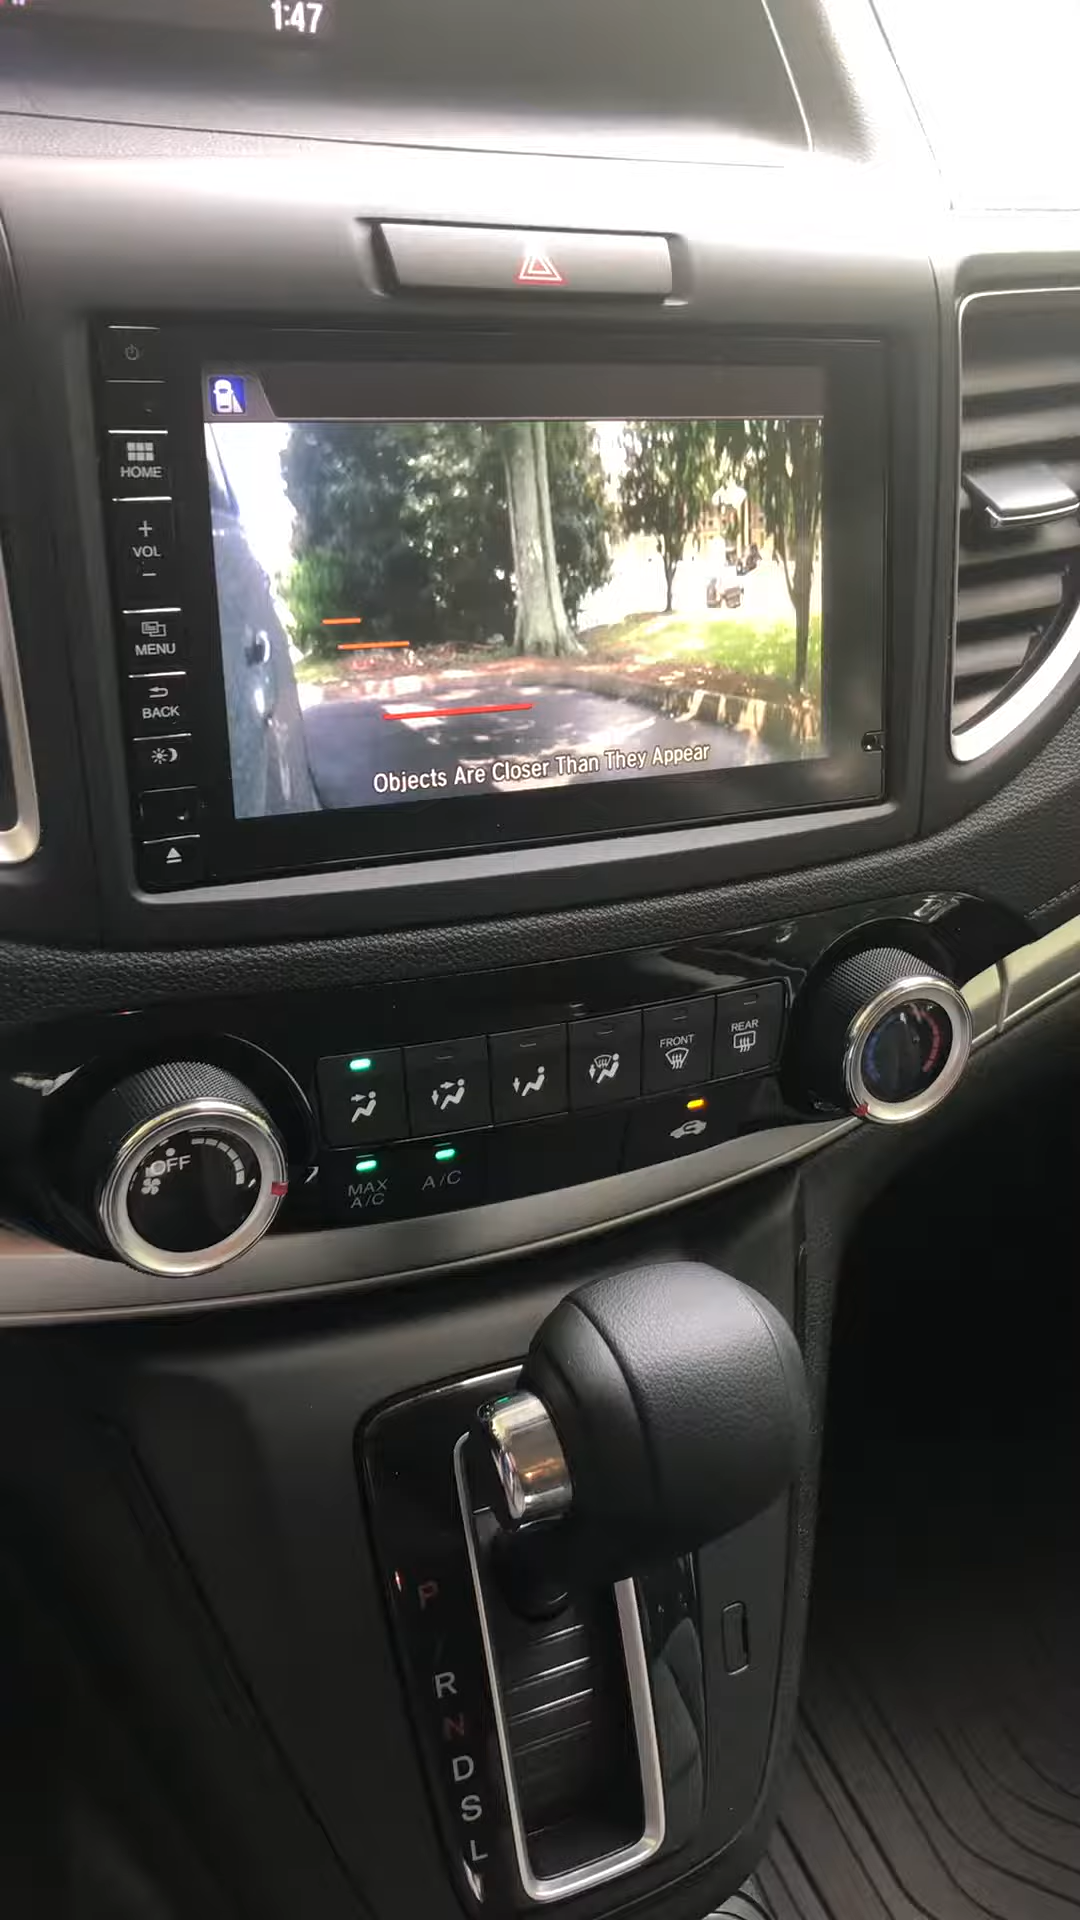 1:47
HOME
VOL
MENU
BACK
Objects Are Closer Than They Appear
OFF
MAX
A/C
A/C
FRONT
REAR
P
R
N
D
S
L